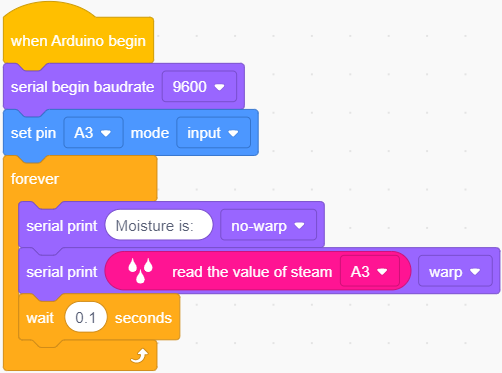 when Arduino begin
serial begin baudrate 9600
set pin A3 mode input
forever
serial print Moisture is: no-warp
serial print read the value of steam A3 warp
wait 0.1 seconds